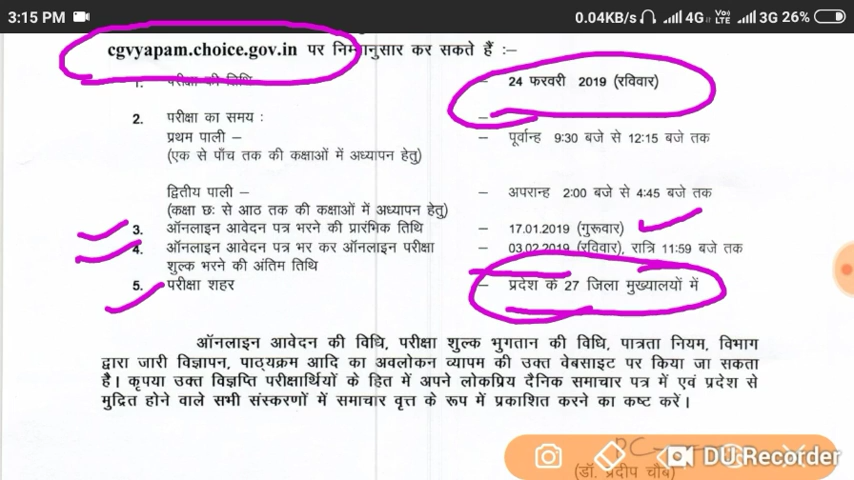 3:15 PM 0.04KB/s 4G VoLTE 3G 26%
cgvyapam.choice.gov.in पर निम्नानुसार कर सकते हैं :–
1. परीक्षा की तिथि – 24 फरवरी 2019 (रविवार)
2. परीक्षा का समय : –
प्रथम पाली – – पूर्वान्ह 9:30 बजे से 12:15 बजे तक
(एक से पाँच तक की कक्षाओं में अध्यापन हेतु)
द्वितीय पाली – – अपरान्ह 2:00 बजे से 4:45 बजे तक
(कक्षा छः से आठ तक की कक्षाओं में अध्यापन हेतु)
3. ऑनलाइन आवेदन पत्र भरने की प्रारंभिक तिथि – 17.01.2019 (गुरूवार)
4. ऑनलाइन आवेदन पत्र भर कर ऑनलाइन परीक्षा – 03.02.2019 (रविवार), रात्रि 11:59 बजे तक
शुल्क भरने की अंतिम तिथि
5. परीक्षा शहर – प्रदेश के 27 जिला मुख्यालयों में
ऑनलाइन आवेदन की विधि, परीक्षा शुल्क भुगतान की विधि, पात्रता नियम, विभाग
द्वारा जारी विज्ञापन, पाठ्यक्रम आदि का अवलोकन व्यापम की उक्त वेबसाइट पर किया जा सकता
है। कृपया उक्त विज्ञप्ति परीक्षार्थियों के हित में अपने लोकप्रिय दैनिक समाचार पत्र में एवं प्रदेश से
मुद्रित होने वाले सभी संस्करणों में समाचार वृत्त के रूप में प्रकाशित करने का कष्ट करें।
DU Recorder
(डॉ. प्रदीप चौबे)